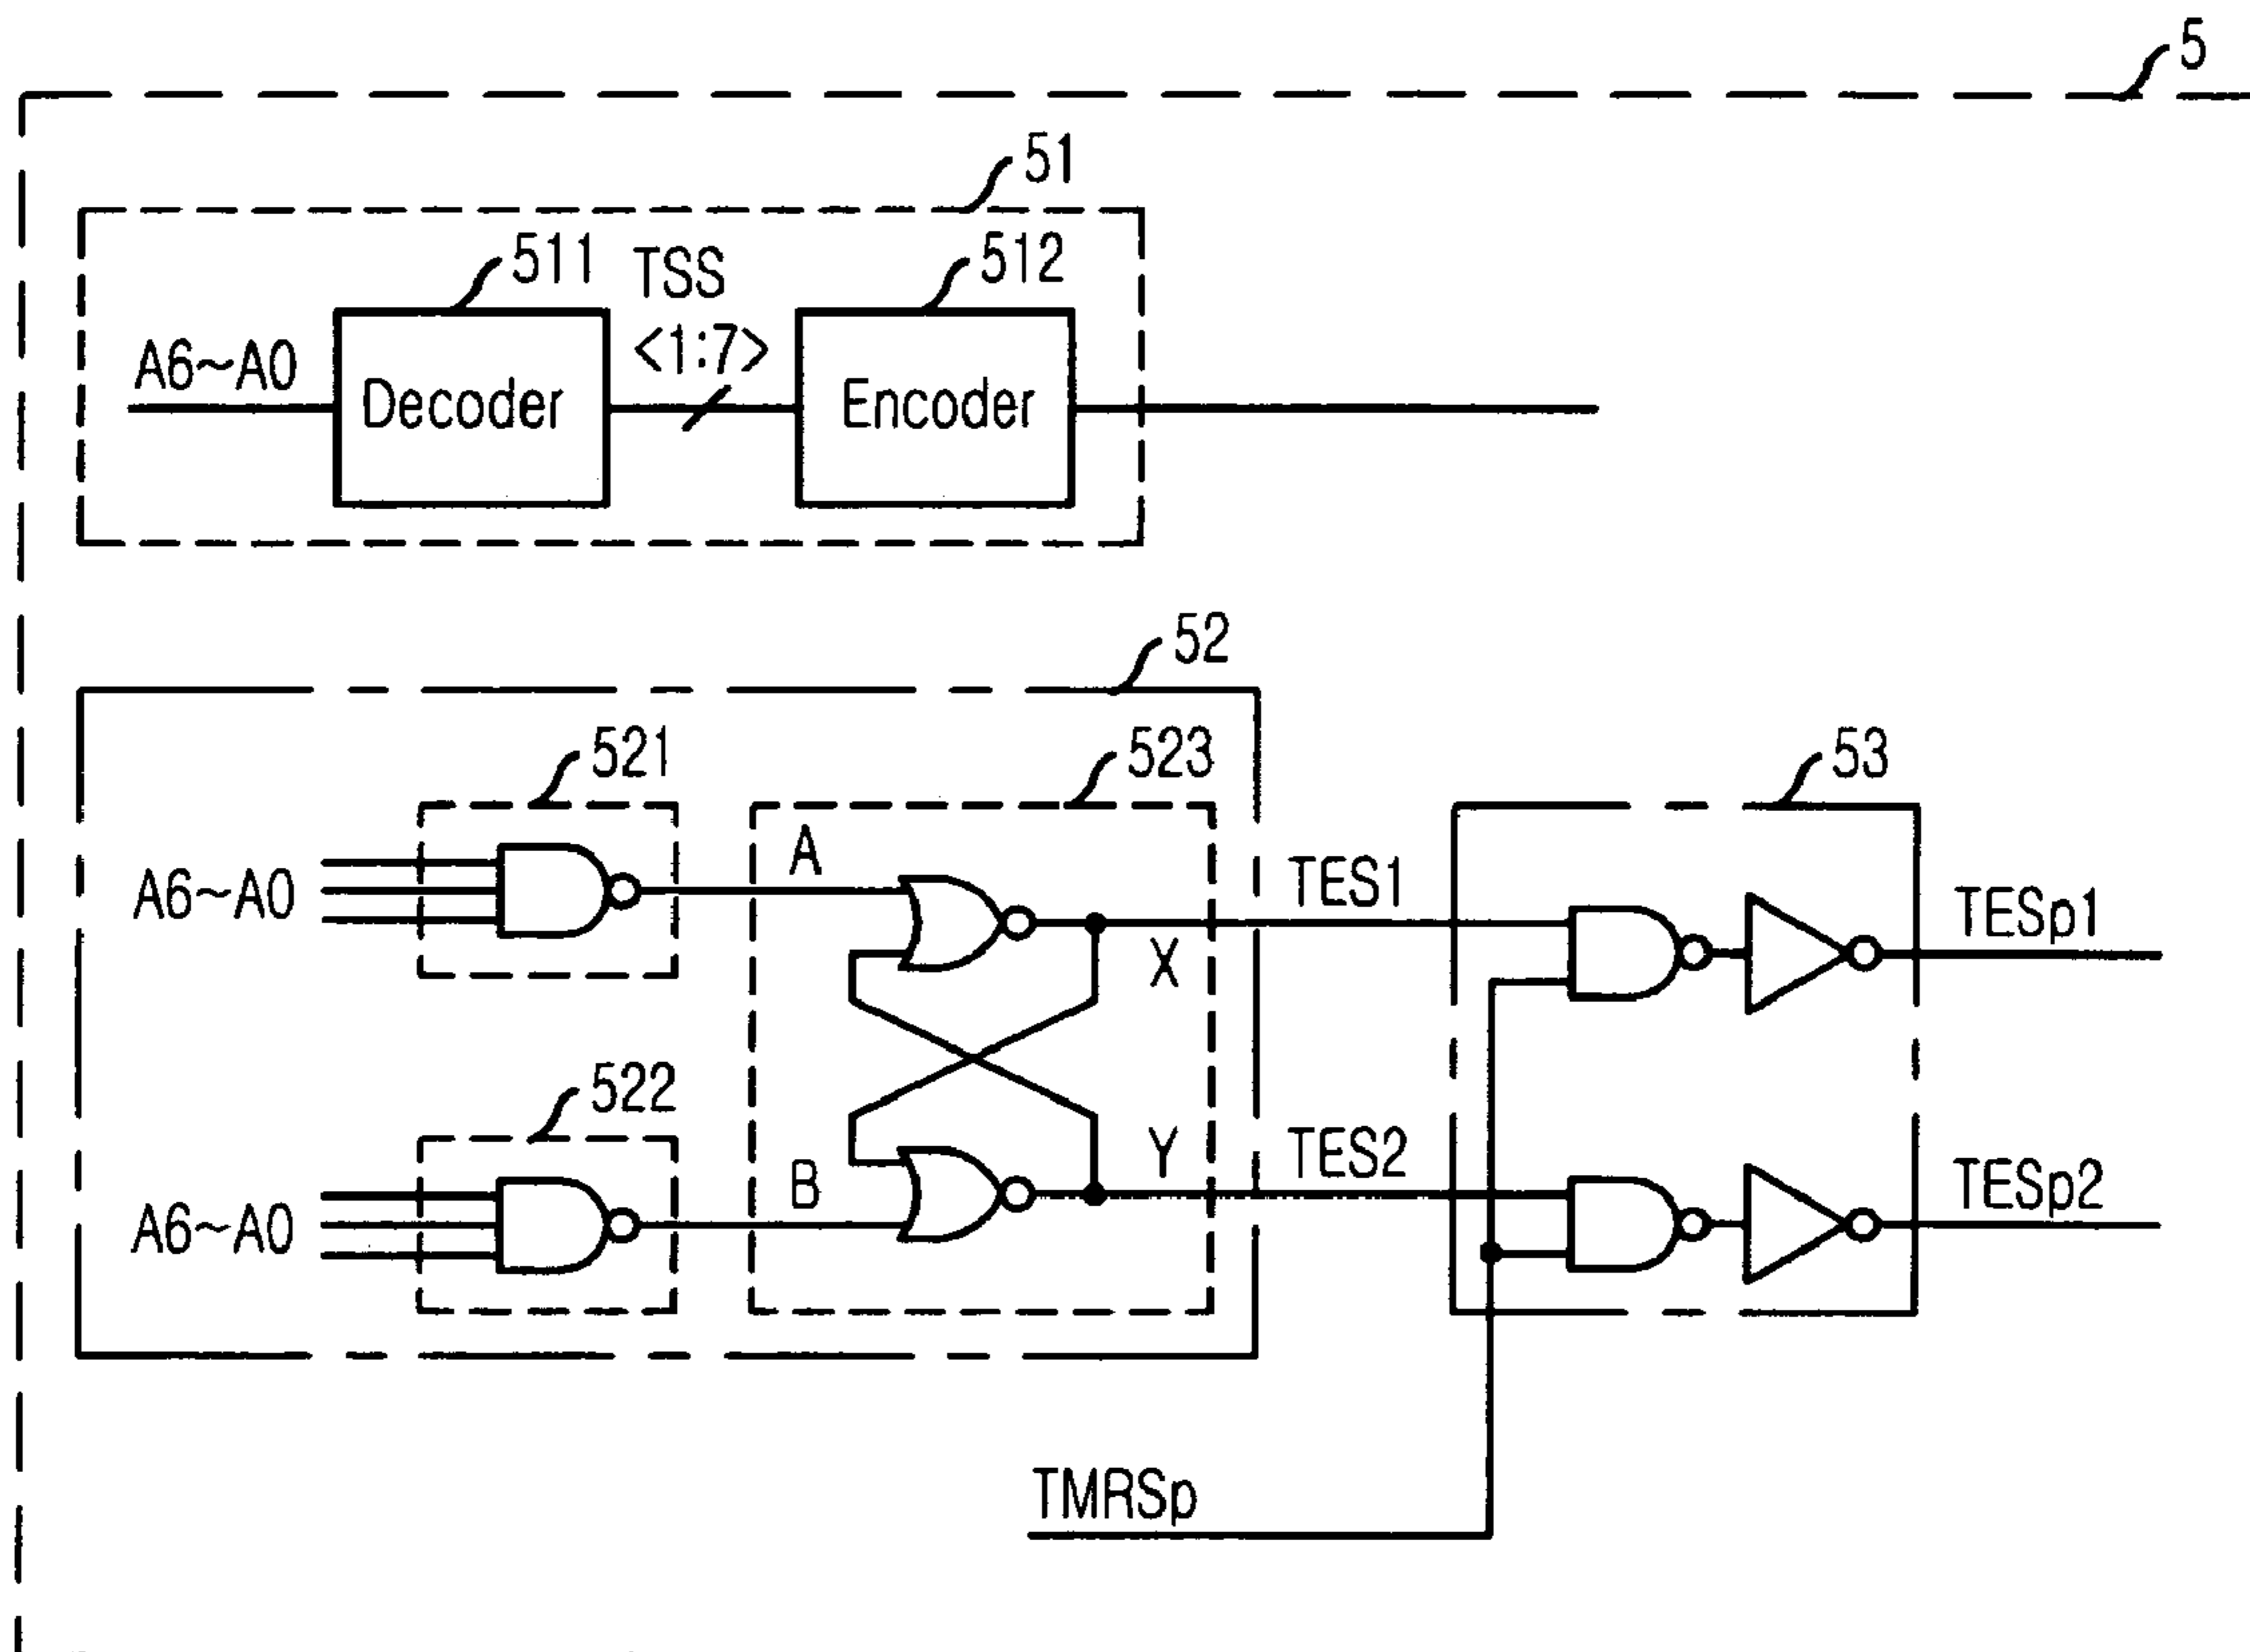 5
51
511
TSS
512
<1:7>
A6~A0
Decoder
Encoder
52
521
523
53
A
A6~A0
TES1
TESp1
X
522
Y
TES2
B
TESp2
A6~A0
TMRSp